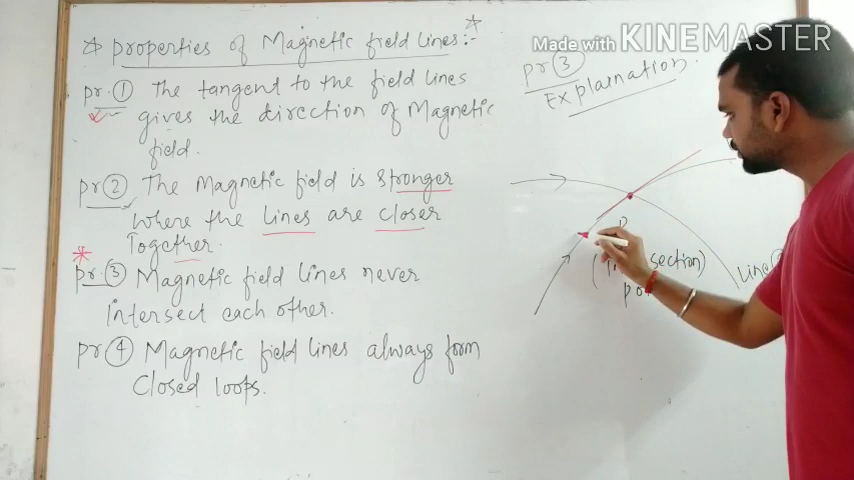 ☆ properties of Magnetic field lines:- ☆
pr. ① The tangent to the field lines
gives the direction of Magnetic
field.
pr ② The Magnetic field is stronger
where the lines are closer
together.
* pr. ③ Magnetic field lines never
intersect each other.
pr ④ Magnetic field lines always form
closed loops.
Made with KINEMASTER
pr ③
Explaination.
P
section)
line